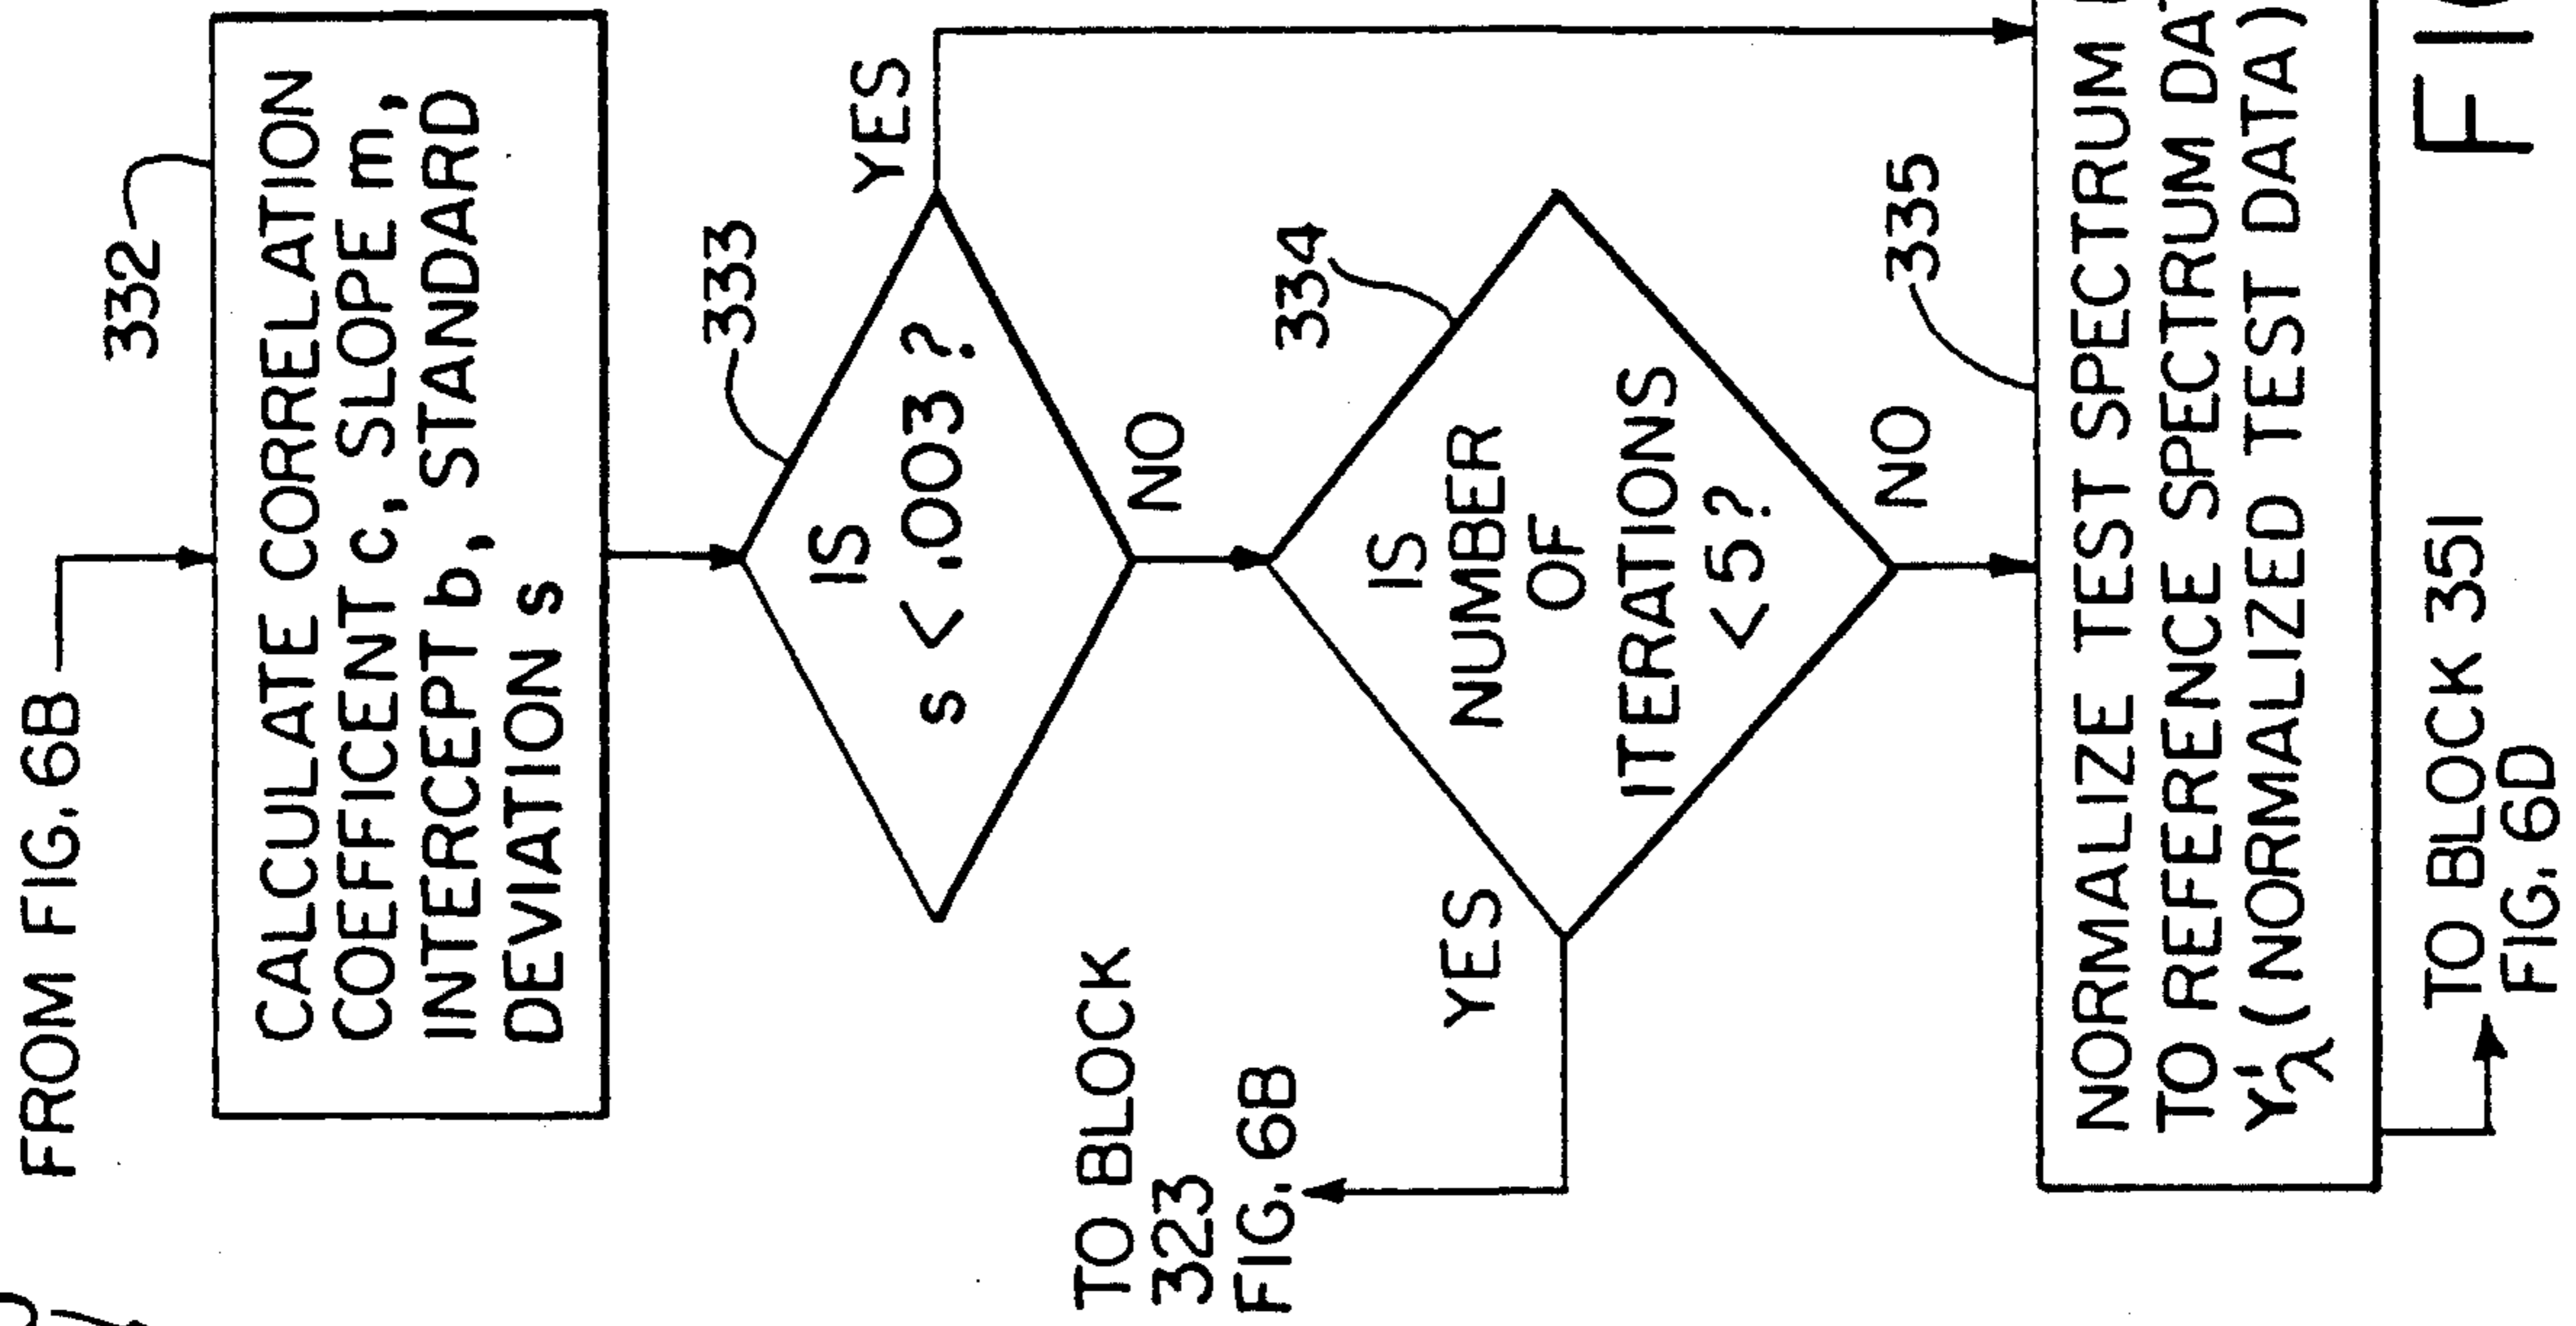 FROM FIG. 6B
332
CALCULATE CORRELATION
COEFFICENT c, SLOPE m,
INTERCEPT b, STANDARD
DEVIATION s
333
IS
s < .003?
YES
NO
334
IS
NUMBER
OF
ITERATIONS
< 5?
YES
TO BLOCK
323
FIG. 6B
NO
335
NORMALIZE TEST SPECTRUM
TO REFERENCE SPECTRUM
Y'λ (NORMALIZED TEST DATA)
TO BLOCK 351
FIG. 6D